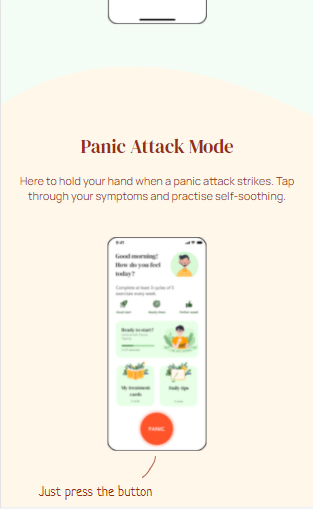 Panic Attack Mode
Here to hold your hand when a panic attack strikes. Tap
through your symptoms and practise self-soothing.
9:41
Good morning!
How do you feel
today?
Complete at least 3 cycles of 5
exercises every week.
Ready to start?
My treatment
cards
Daily tips
PANIC
Just press the button